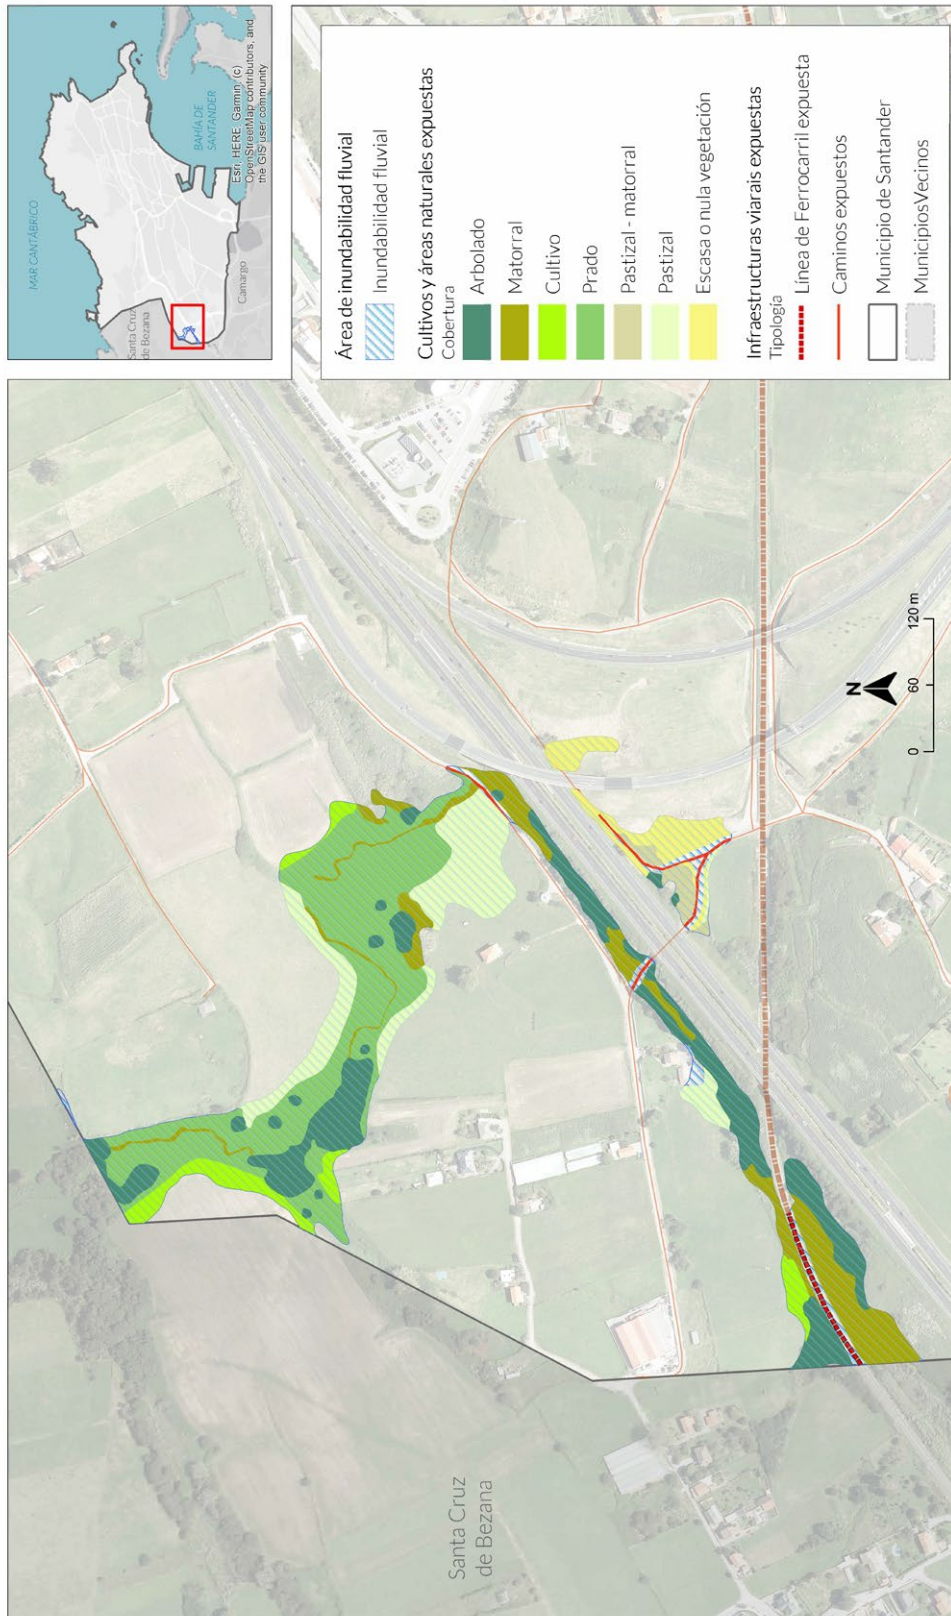 MAR CANTÁBRICO
BAHÍA DE
SANTANDER
Santa Cruz
de Bezana
Camargo
Esri, HERE, Garmin, (c)
OpenStreetMap contributors, and
the GIS user community
Área de inundabilidad fluvial
Inundabilidad fluvial
Cultivos y áreas naturales expuestas
Cobertura
Arbolado
Matorral
Cultivo
Prado
Pastizal - matorral
Pastizal
Escasa o nula vegetación
Infraestructuras viarais expuestas
Tipología
Línea de Ferrocarril expuesta
Caminos expuestos
Municipio de Santander
Municipios Vecinos
Santa Cruz
de Bezana
N
0 60 120 m